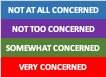 NOT AT ALL CONCERNED
NOT TOO CONCERNED
SOMEWHAT CONCERNED
VERY CONCERNED